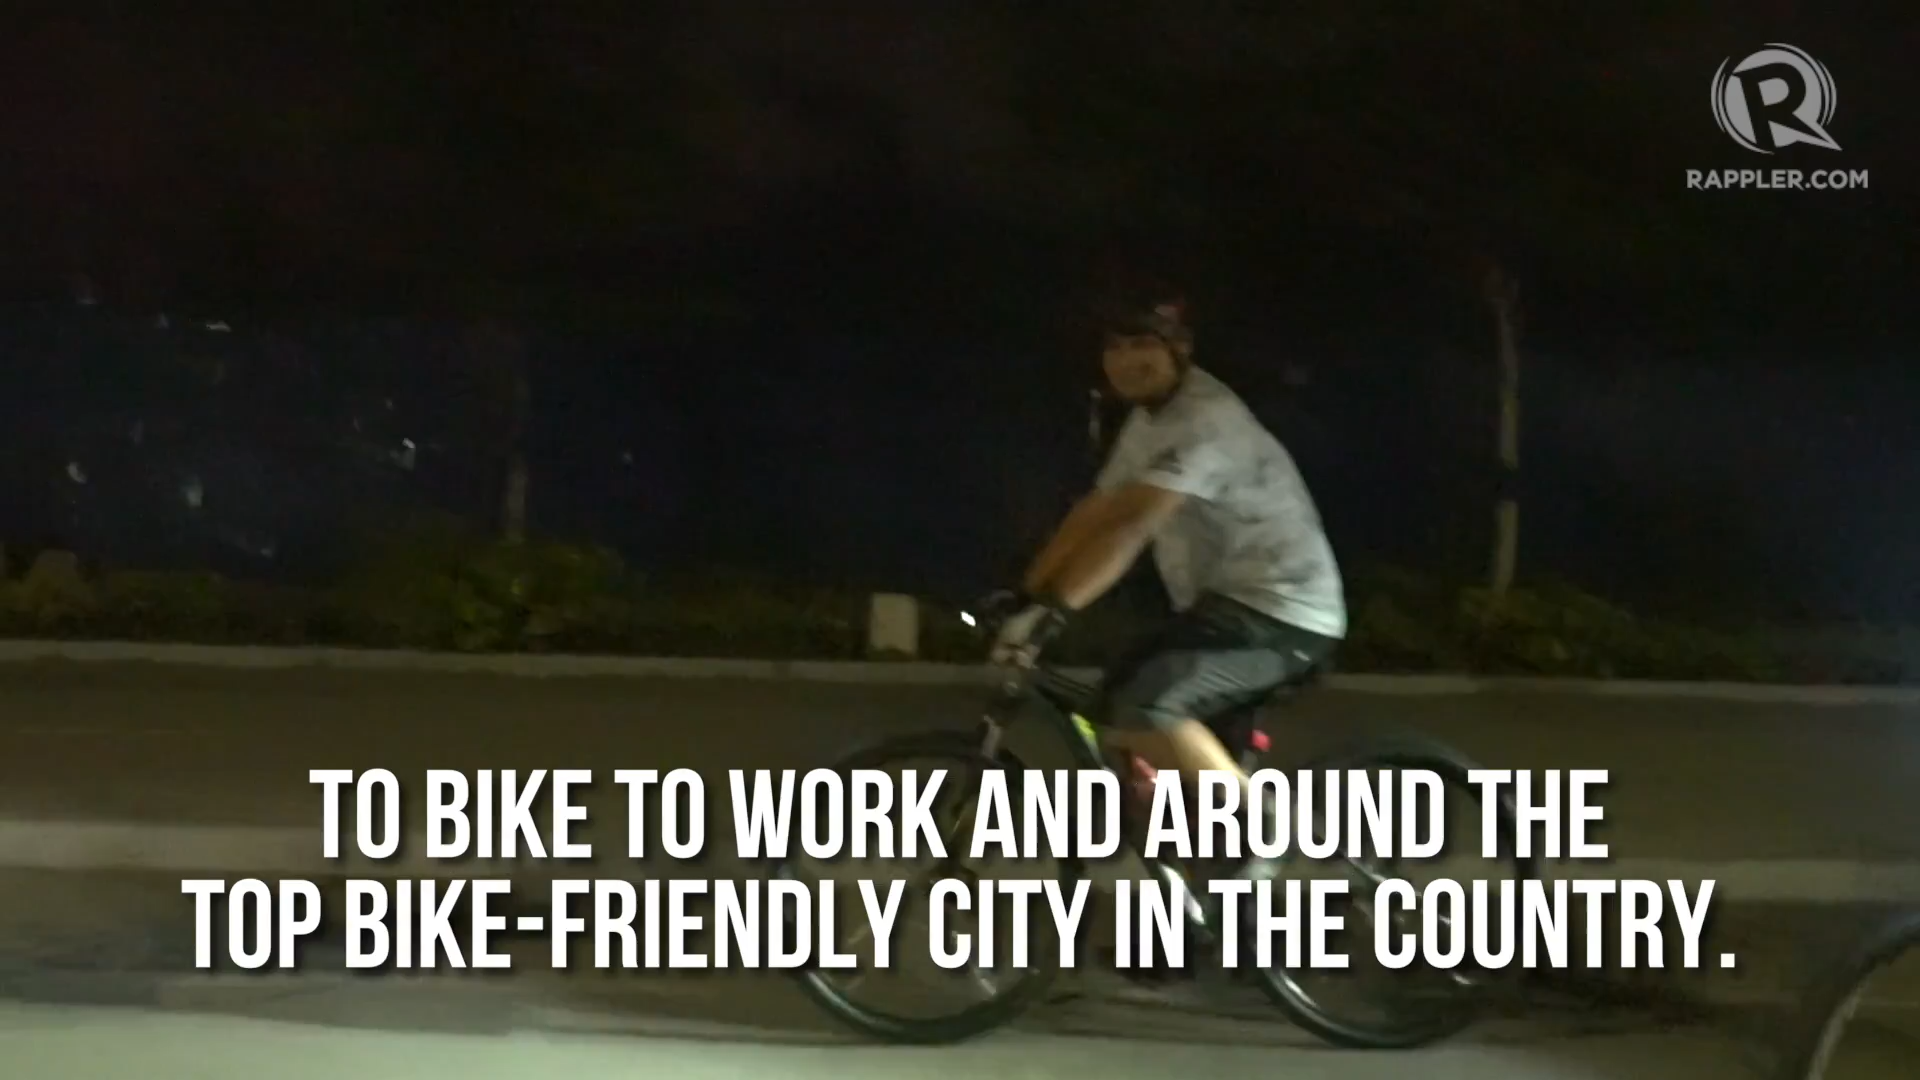 RAPPLER.COM
TO BIKE TO WORK AND AROUND THE
TOP BIKE-FRIENDLY CITY IN THE COUNTRY.